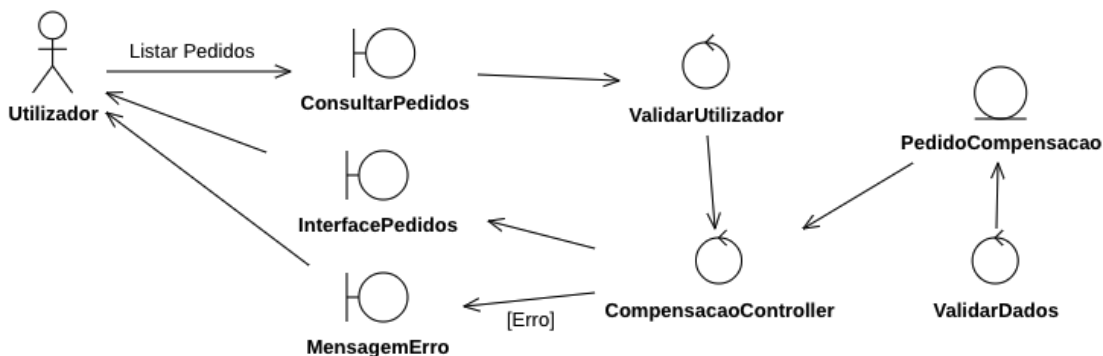 Listar Pedidos
Utilizador
ConsultarPedidos
ValidarUtilizador
PedidoCompensacao
InterfacePedidos
CompensacaoController
ValidarDados
[Erro]
MensagemErro